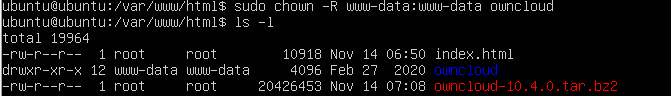 ubuntu@ubuntu:/var/www/html$ sudo chown -R www-data:www-data owncloud
ubuntu@ubuntu:/var/www/html$ ls -l
total 19964
-rw-r--r-- 1 root root 10918 Nov 14 06:50 index.html
drwxr-xr-x 12 www-data www-data 4096 Feb 27 2020 owncloud
-rw-r--r-- 1 root root 20426453 Nov 14 07:08 owncloud-10.4.0.tar.bz2